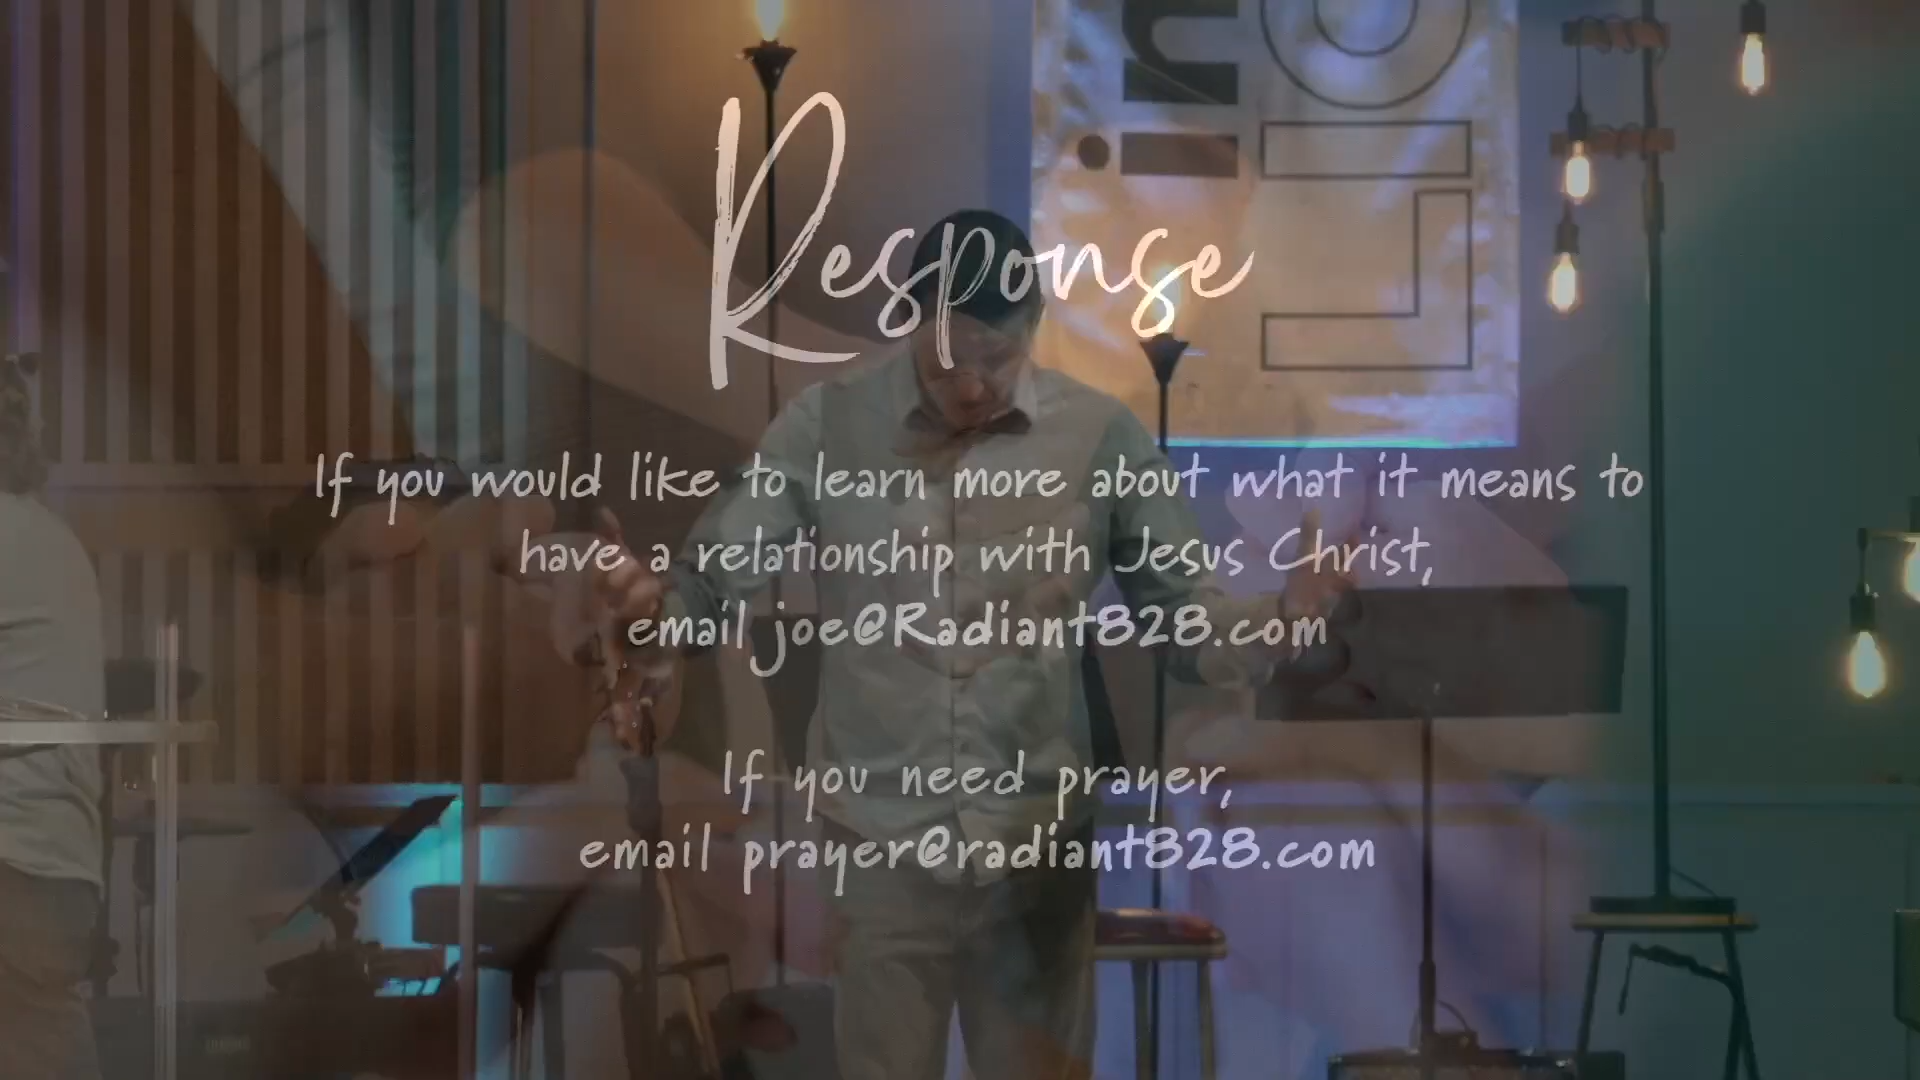 Response
If you would like to learn more about what it means to
have a relationship with Jesus Christ,
email joe@Radiant828.com
If you need prayer,
email prayer@radiant828.com